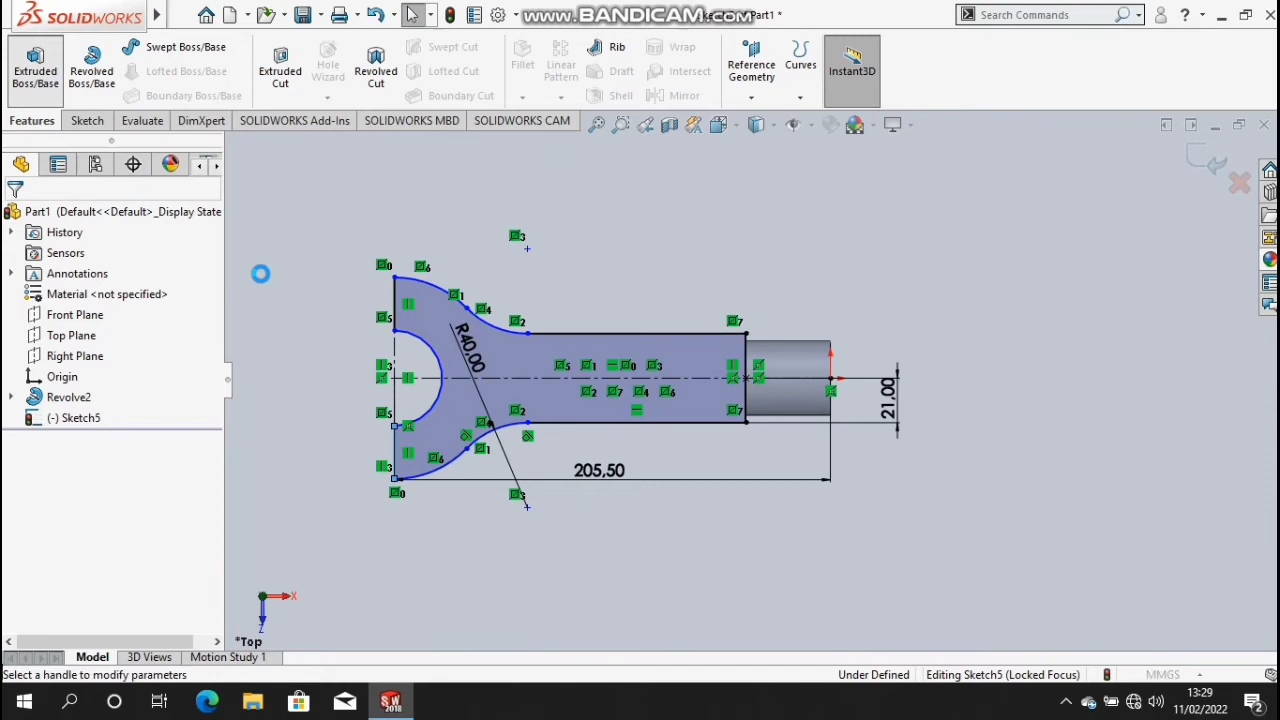 SOLIDWORKS
www.BANDICAM.com
Part1 *
Search Commands
Extruded Boss/Base
Revolved Boss/Base
Swept Boss/Base
Lofted Boss/Base
Boundary Boss/Base
Extruded Cut
Hole Wizard
Revolved Cut
Swept Cut
Lofted Cut
Boundary Cut
Fillet
Linear Pattern
Rib
Draft
Shell
Wrap
Intersect
Mirror
Reference Geometry
Curves
Instant3D
Features
Sketch
Evaluate
DimXpert
SOLIDWORKS Add-Ins
SOLIDWORKS MBD
SOLIDWORKS CAM
Part1 (Default<<Default>_Display State
History
Sensors
Annotations
Material <not specified>
Front Plane
Top Plane
Right Plane
Origin
Revolve2
(-) Sketch5
R40,00
21,00
205,50
X
Z
*Top
Model
3D Views
Motion Study 1
Select a handle to modify parameters
Under Defined
Editing Sketch5 (Locked Focus)
MMGS
SW
2018
13:29
11/02/2022
2